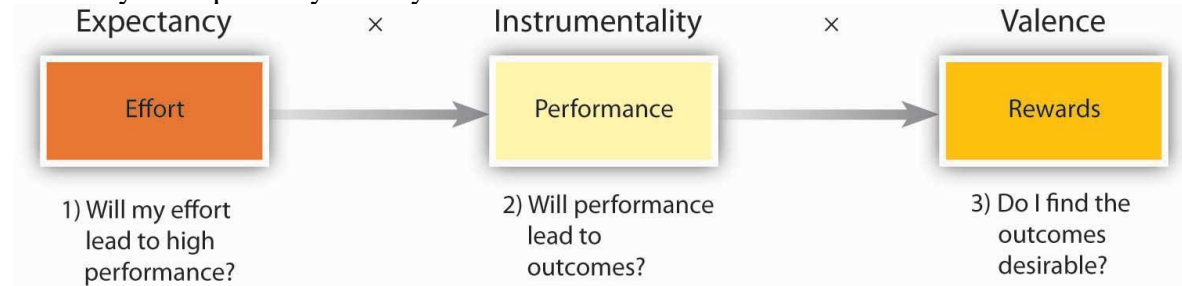 Expectancy × Instrumentality × Valence
Effort Performance Rewards
1) Will my effort
lead to high
performance?
2) Will performance
lead to
outcomes?
3) Do I find the
outcomes
desirable?